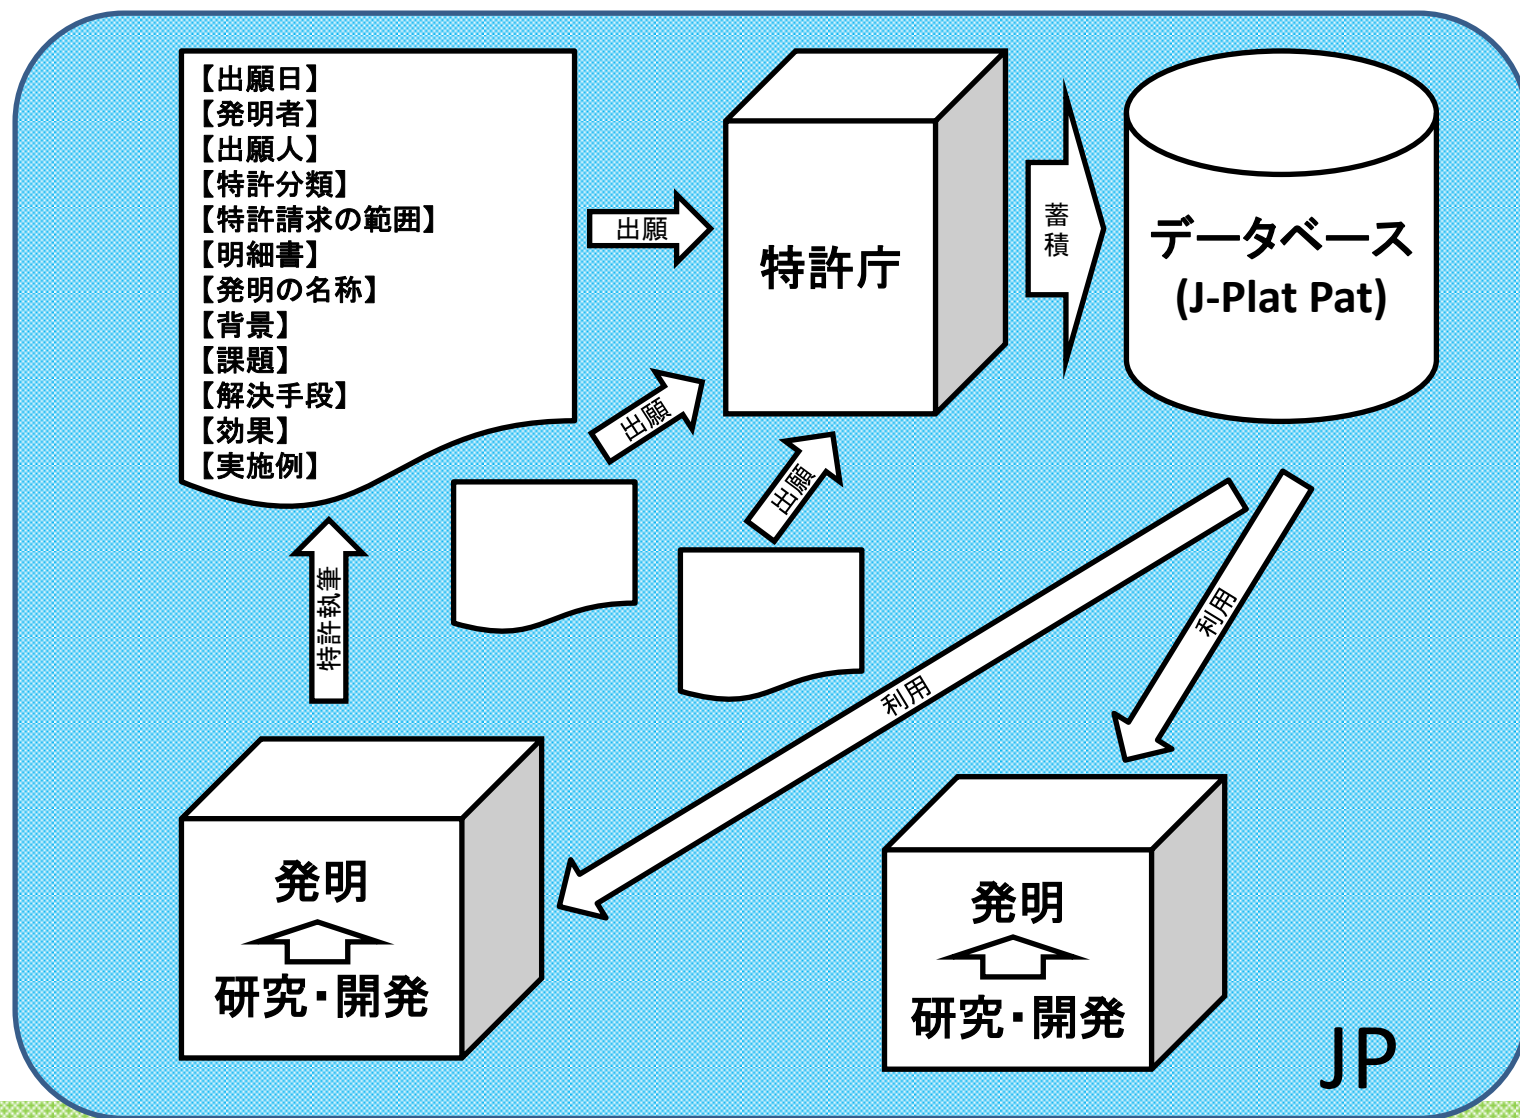 【出願日】
【発明者】
【出願人】
【特許分類】
【特許請求の範囲】
【明細書】
【発明の名称】
【背景】
【課題】
【解決手段】
【効果】
【実施例】
出願
特許庁
蓄積
データベース
(J-Plat Pat)
出願
出願
特許執筆
利用
利用
発明
研究・開発
発明
研究・開発
JP